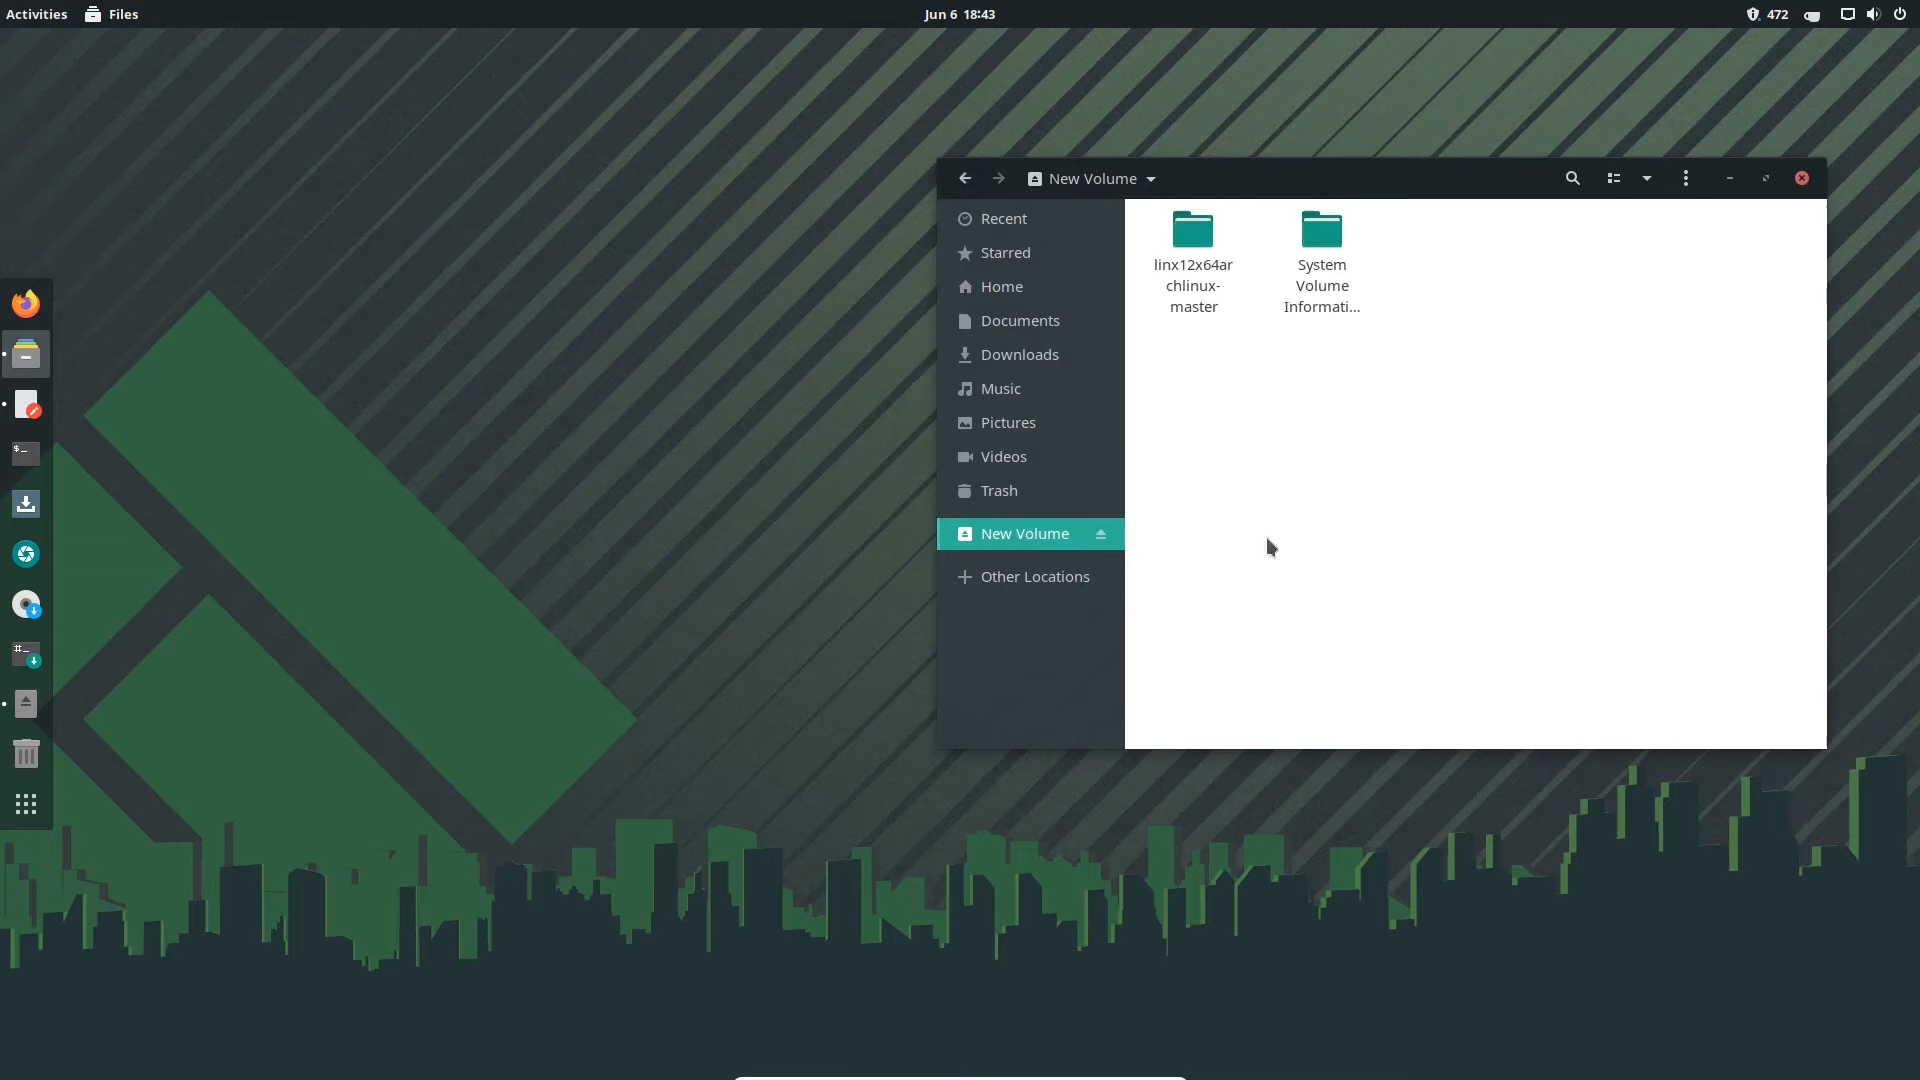 Activities
Files
Jun 6 18:43
472
New Volume
Recent
Starred
Home
Documents
Downloads
Music
Pictures
Videos
Trash
New Volume
Other Locations
linx12x64ar
chlinux-
master
System
Volume
Informati...
$_
#_